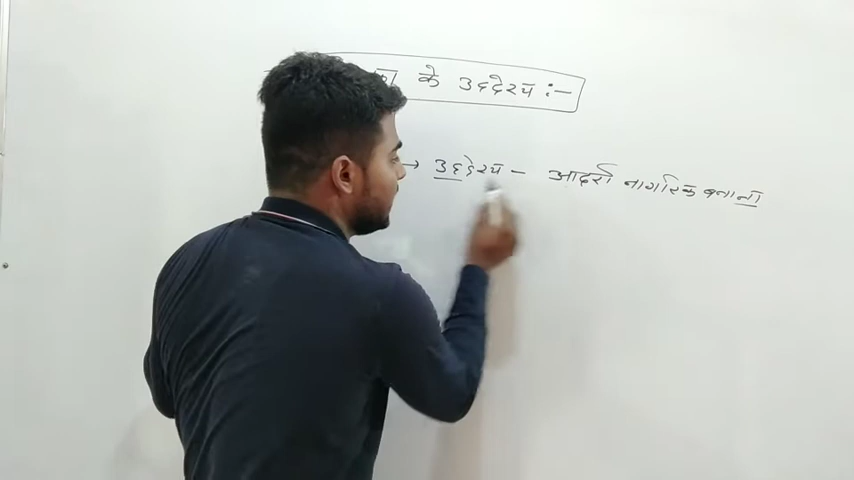 के उद्देश्य :-
→ उद्देश्य - आदर्श नागरिक बनाना